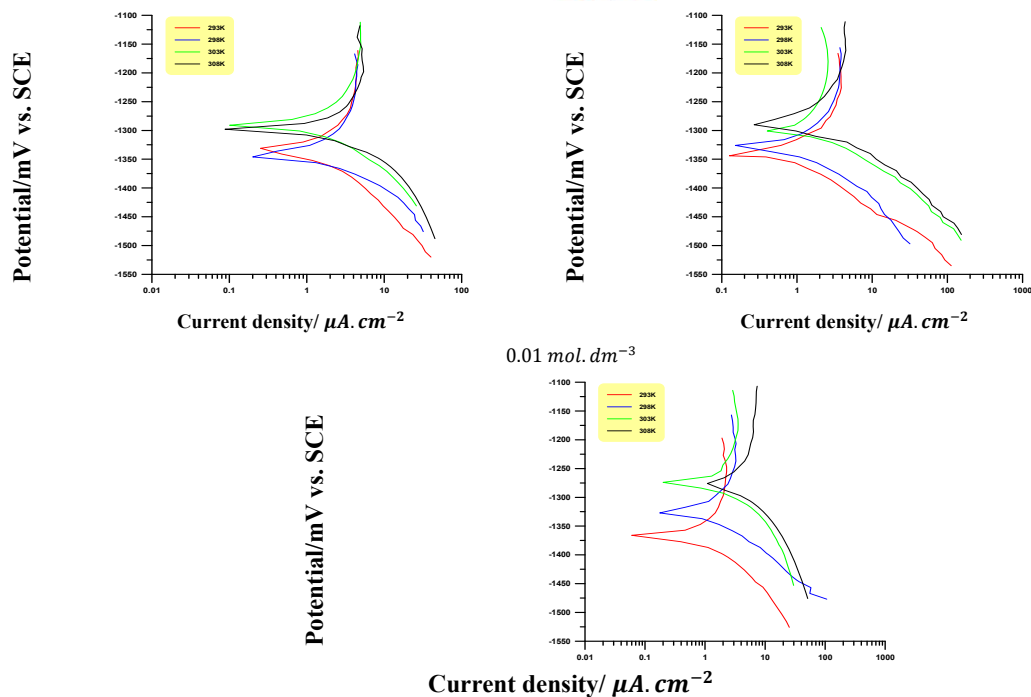 -1100
-1150
-1200
-1250
-1300
-1350
-1400
-1450
-1500
-1550
0.01 0.1 1 10 100
293K
298K
303K
308K
Potential/mV vs. SCE
Current density/ μA.cm⁻²
-1100
-1150
-1200
-1250
-1300
-1350
-1400
-1450
-1500
-1550
0.1 1 10 100 1000
293K
298K
303K
308K
Potential/mV vs. SCE
Current density/ μA.cm⁻²
0.01 mol.dm⁻³
-1100
-1150
-1200
-1250
-1300
-1350
-1400
-1450
-1500
-1550
0.01 0.1 1 10 100 1000
293K
298K
303K
308K
Potential/mV vs. SCE
Current density/ μA.cm⁻²